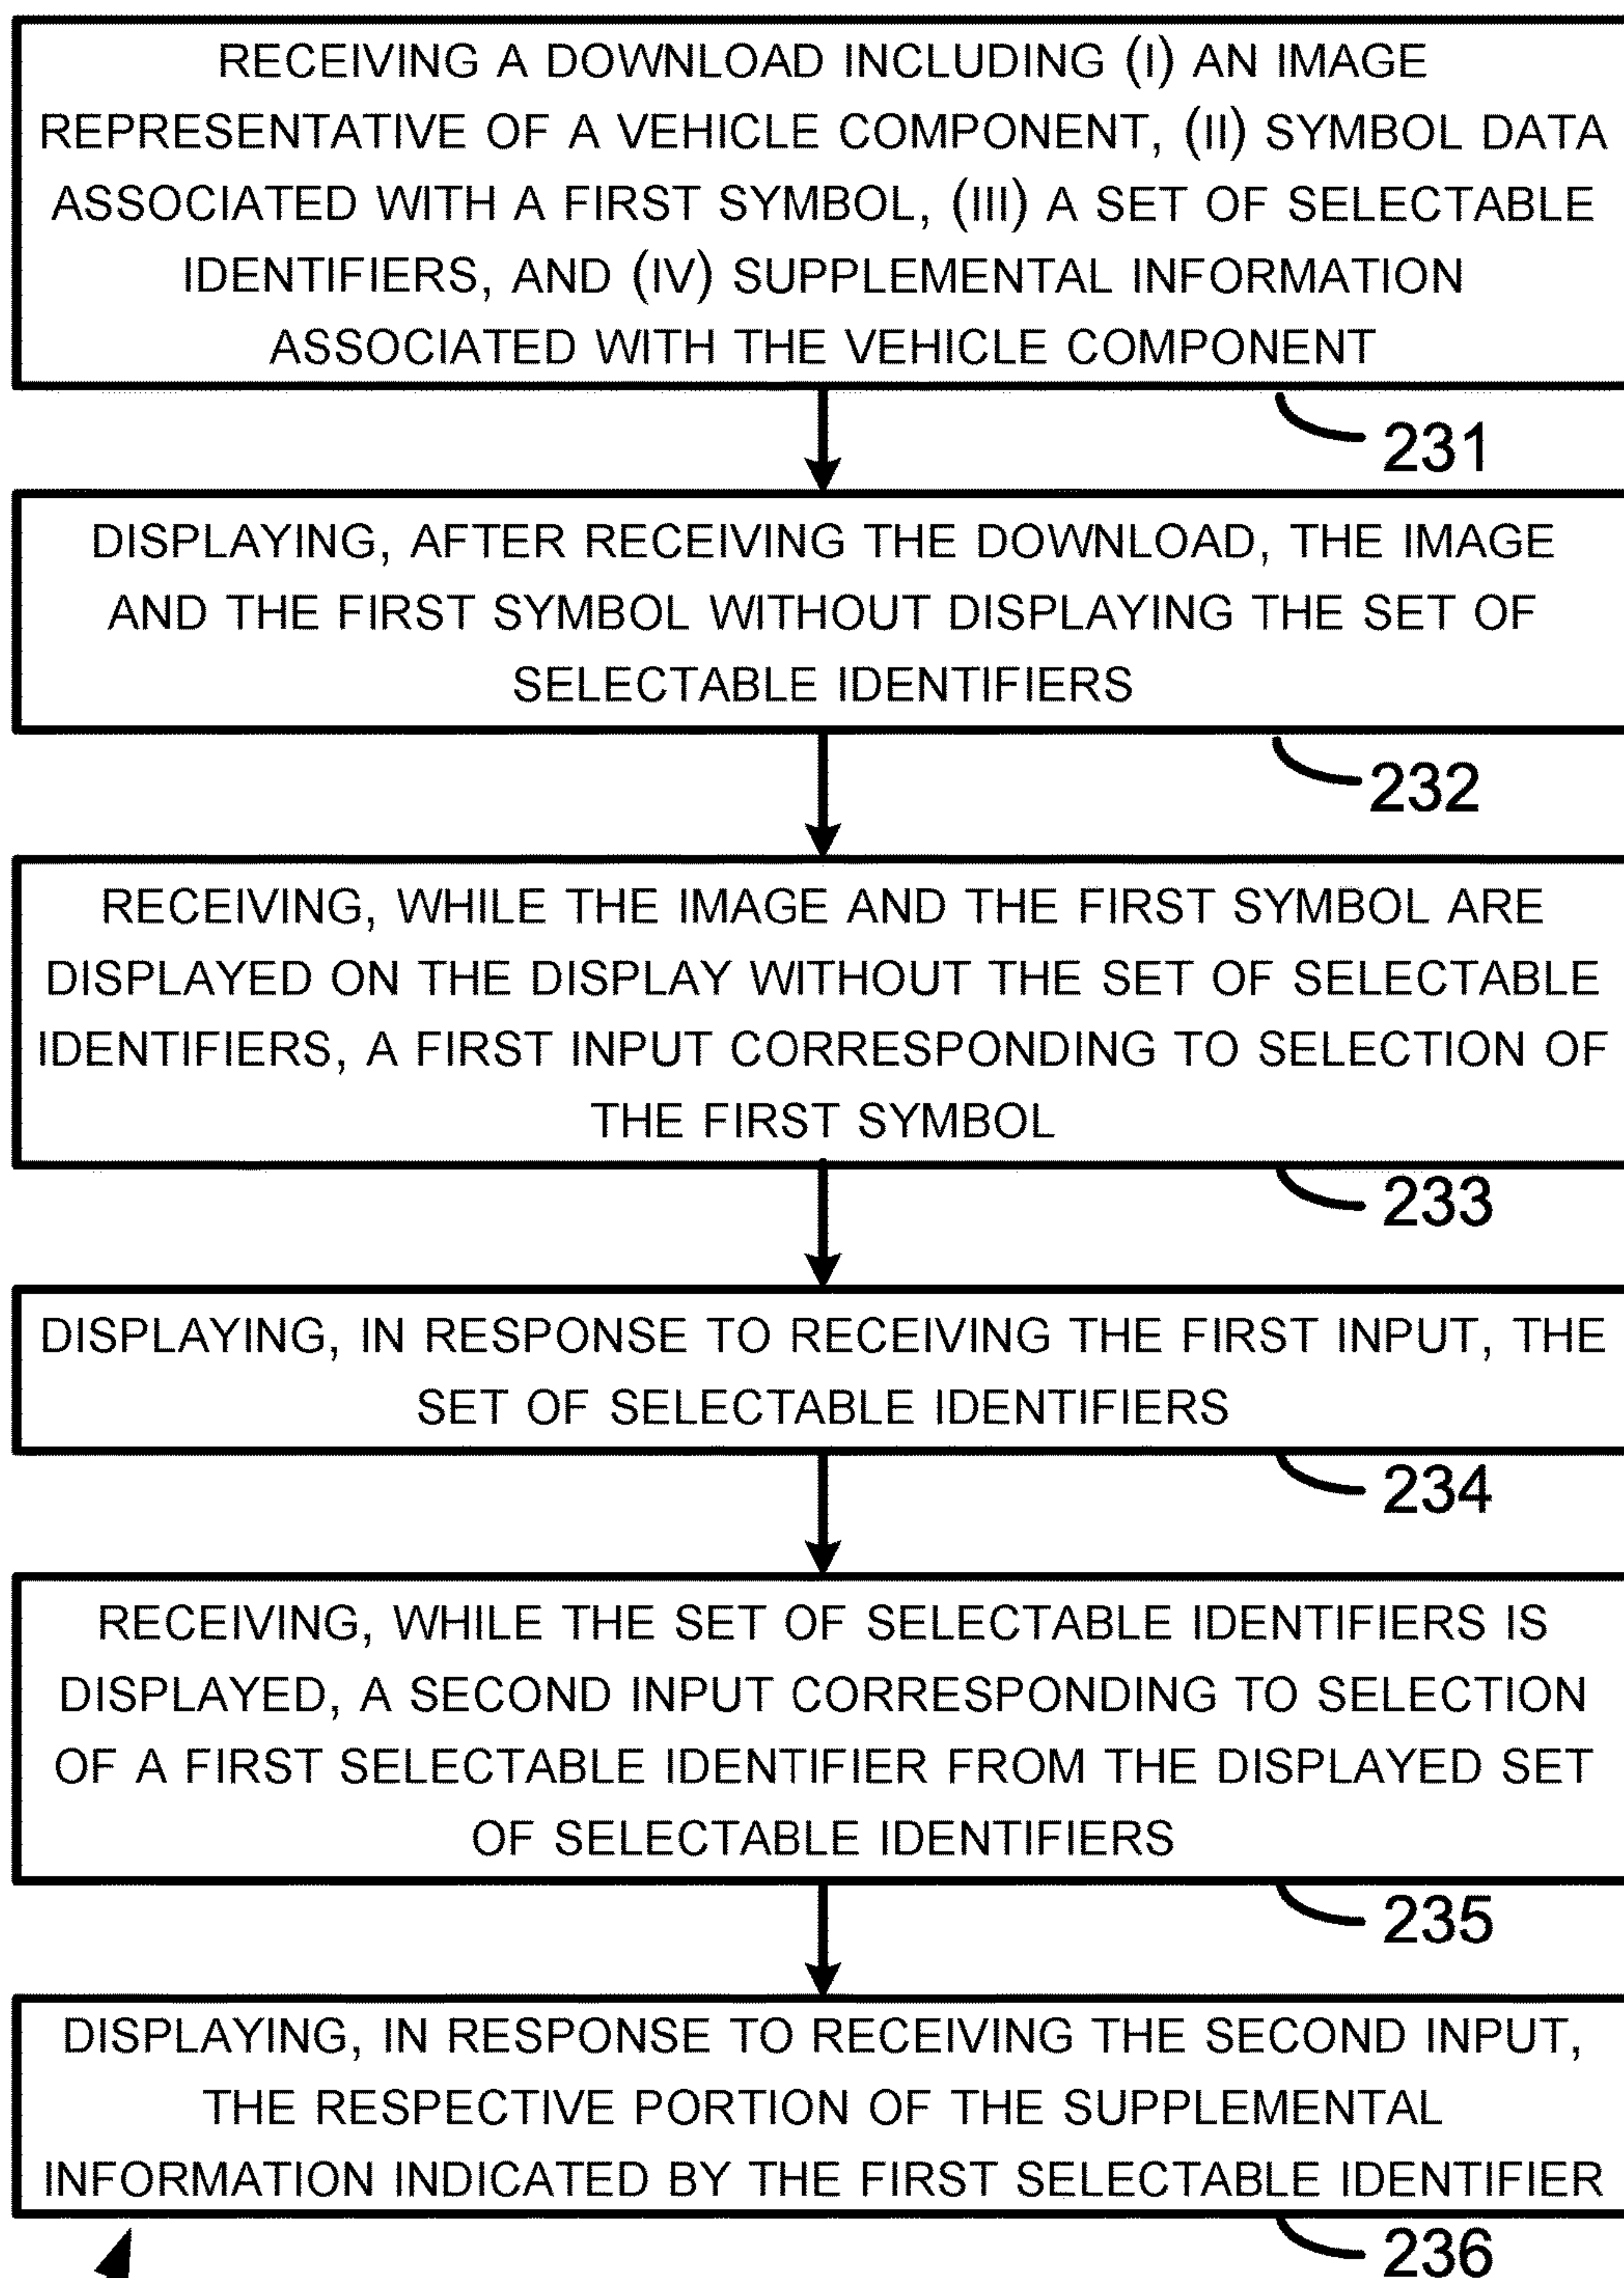 RECEIVING A DOWNLOAD INCLUDING (I) AN IMAGE
REPRESENTATIVE OF A VEHICLE COMPONENT, (II) SYMBOL DATA
ASSOCIATED WITH A FIRST SYMBOL, (III) A SET OF SELECTABLE
IDENTIFIERS, AND (IV) SUPPLEMENTAL INFORMATION
ASSOCIATED WITH THE VEHICLE COMPONENT
231
DISPLAYING, AFTER RECEIVING THE DOWNLOAD, THE IMAGE
AND THE FIRST SYMBOL WITHOUT DISPLAYING THE SET OF
SELECTABLE IDENTIFIERS
232
RECEIVING, WHILE THE IMAGE AND THE FIRST SYMBOL ARE
DISPLAYED ON THE DISPLAY WITHOUT THE SET OF SELECTABLE
IDENTIFIERS, A FIRST INPUT CORRESPONDING TO SELECTION OF
THE FIRST SYMBOL
233
DISPLAYING, IN RESPONSE TO RECEIVING THE FIRST INPUT, THE
SET OF SELECTABLE IDENTIFIERS
234
RECEIVING, WHILE THE SET OF SELECTABLE IDENTIFIERS IS
DISPLAYED, A SECOND INPUT CORRESPONDING TO SELECTION
OF A FIRST SELECTABLE IDENTIFIER FROM THE DISPLAYED SET
OF SELECTABLE IDENTIFIERS
235
DISPLAYING, IN RESPONSE TO RECEIVING THE SECOND INPUT,
THE RESPECTIVE PORTION OF THE SUPPLEMENTAL
INFORMATION INDICATED BY THE FIRST SELECTABLE IDENTIFIER
236